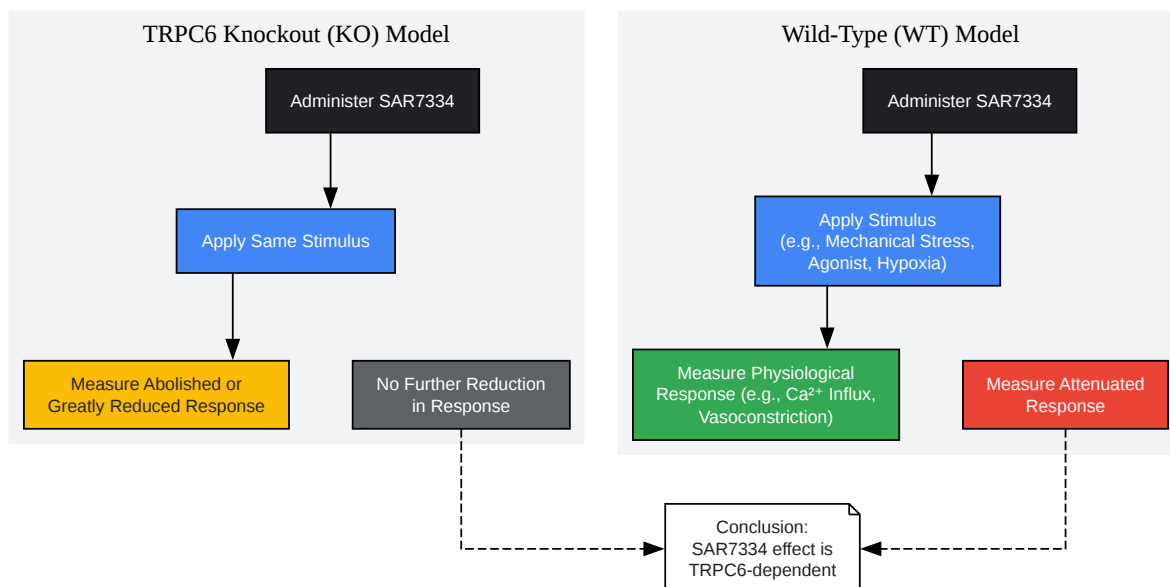 TRPC6 Knockout (KO) Model
Administer SAR7334
Apply Same Stimulus
Measure Abolished or
Greatly Reduced Response
No Further Reduction
in Response
Wild-Type (WT) Model
Administer SAR7334
Apply Stimulus
(e.g., Mechanical Stress,
Agonist, Hypoxia)
Measure Physiological
Response (e.g., Ca²⁺ Influx,
Vasoconstriction)
Measure Attenuated
Response
Conclusion:
SAR7334 effect is
TRPC6-dependent